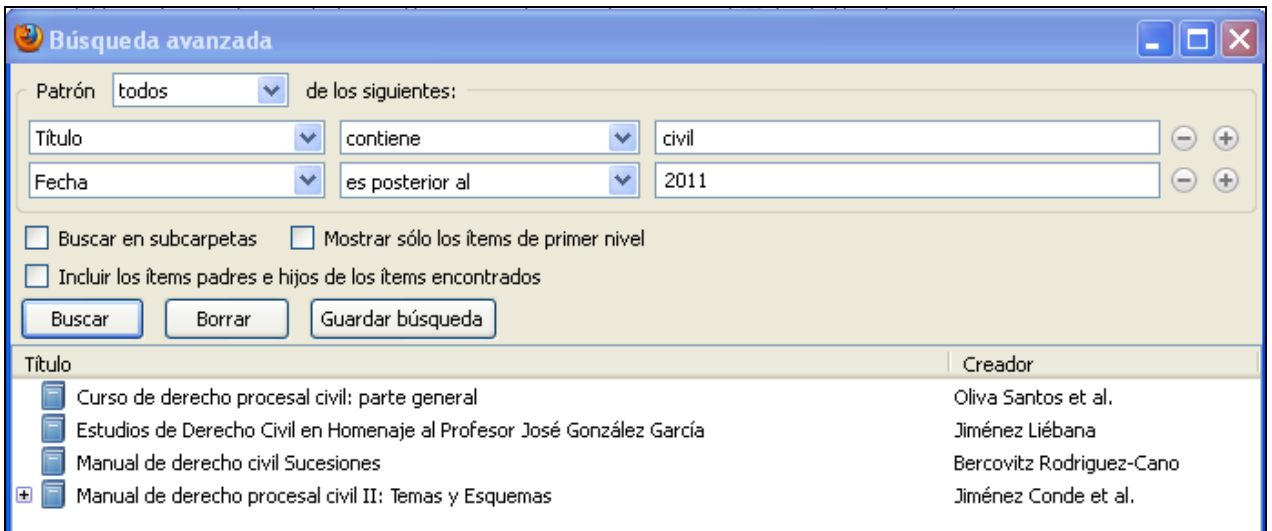 Búsqueda avanzada
Patrón todos de los siguientes:
Título contiene civil
Fecha es posterior al 2011
Buscar en subcarpetas Mostrar sólo los ítems de primer nivel
Incluir los ítems padres e hijos de los ítems encontrados
Buscar Borrar Guardar búsqueda
Título Creador
Curso de derecho procesal civil: parte general Oliva Santos et al.
Estudios de Derecho Civil en Homenaje al Profesor José González García Jiménez Liébana
Manual de derecho civil Sucesiones Bercovitz Rodriguez-Cano
Manual de derecho procesal civil II: Temas y Esquemas Jiménez Conde et al.